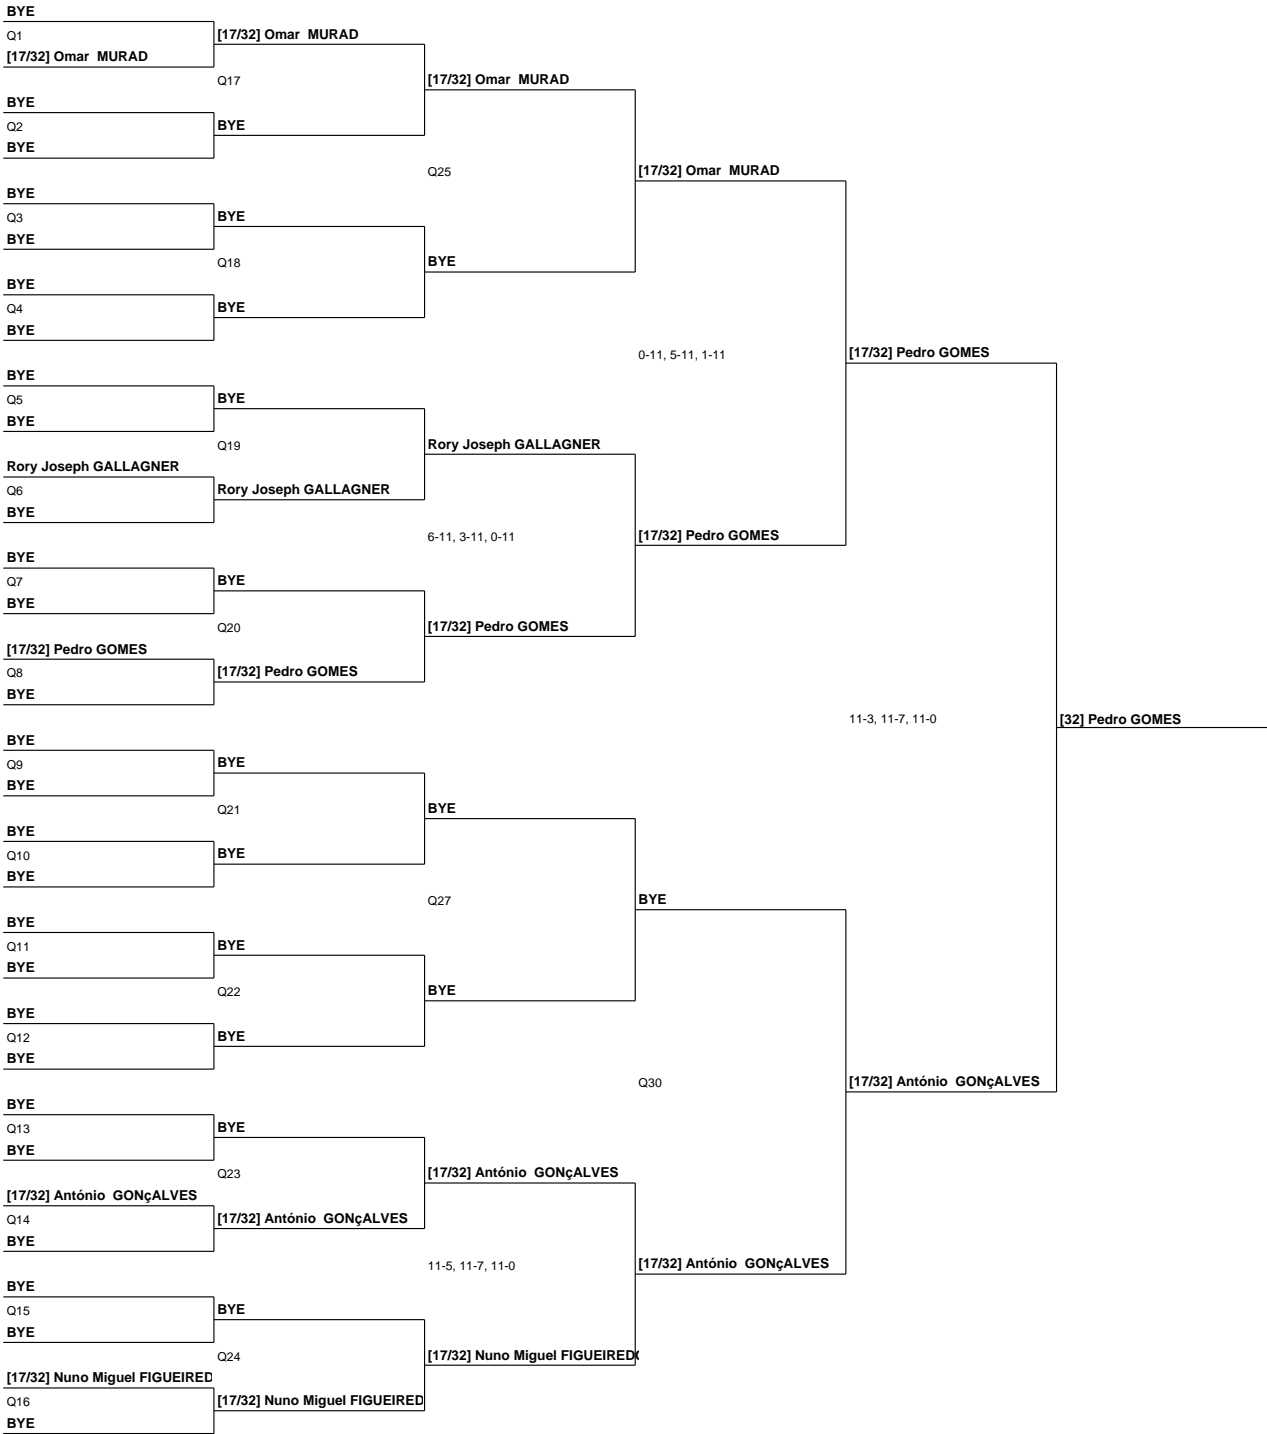 BYE
Q1
[17/32] Omar  MURAD
[17/32] Omar  MURAD
Q17
[17/32] Omar  MURAD
BYE
Q2
BYE
BYE
Q25
[17/32] Omar  MURAD
BYE
Q3
BYE
BYE
Q18
BYE
BYE
Q4
BYE
BYE
0-11, 5-11, 1-11
[17/32] Pedro GOMES
BYE
Q5
BYE
BYE
Q19
Rory Joseph GALLAGNER
Rory Joseph GALLAGNER
Q6
BYE
Rory Joseph GALLAGNER
6-11, 3-11, 0-11
[17/32] Pedro GOMES
BYE
Q7
BYE
BYE
Q20
[17/32] Pedro GOMES
[17/32] Pedro GOMES
Q8
BYE
[17/32] Pedro GOMES
11-3, 11-7, 11-0
[32] Pedro GOMES
BYE
Q9
BYE
BYE
Q21
BYE
BYE
Q10
BYE
BYE
Q27
BYE
BYE
Q11
BYE
BYE
Q22
BYE
BYE
Q12
BYE
BYE
Q30
[17/32] António  GONçALVES
BYE
Q13
BYE
BYE
Q23
[17/32] António  GONçALVES
[17/32] António  GONçALVES
Q14
BYE
[17/32] António  GONçALVES
11-5, 11-7, 11-0
[17/32] António  GONçALVES
BYE
Q15
BYE
BYE
Q24
[17/32] Nuno Miguel FIGUEIREDO
[17/32] Nuno Miguel FIGUEIRED
Q16
BYE
[17/32] Nuno Miguel FIGUEIRED